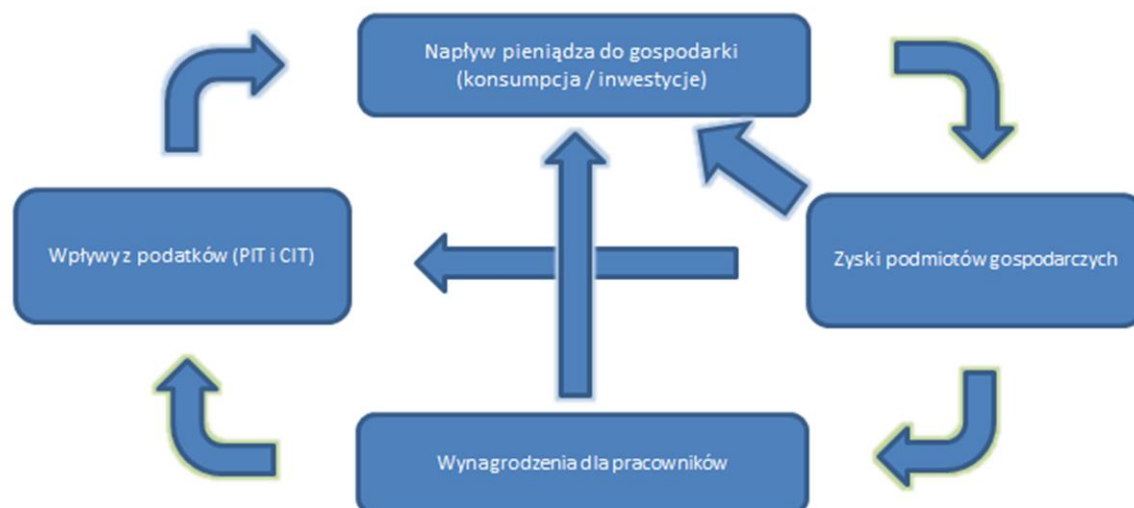 Napływ pieniądza do gospodarki
(konsumpcja / inwestycje)
Wpływy z podatków (PIT i CIT)
Zyski podmiotów gospodarczych
Wynagrodzenia dla pracowników